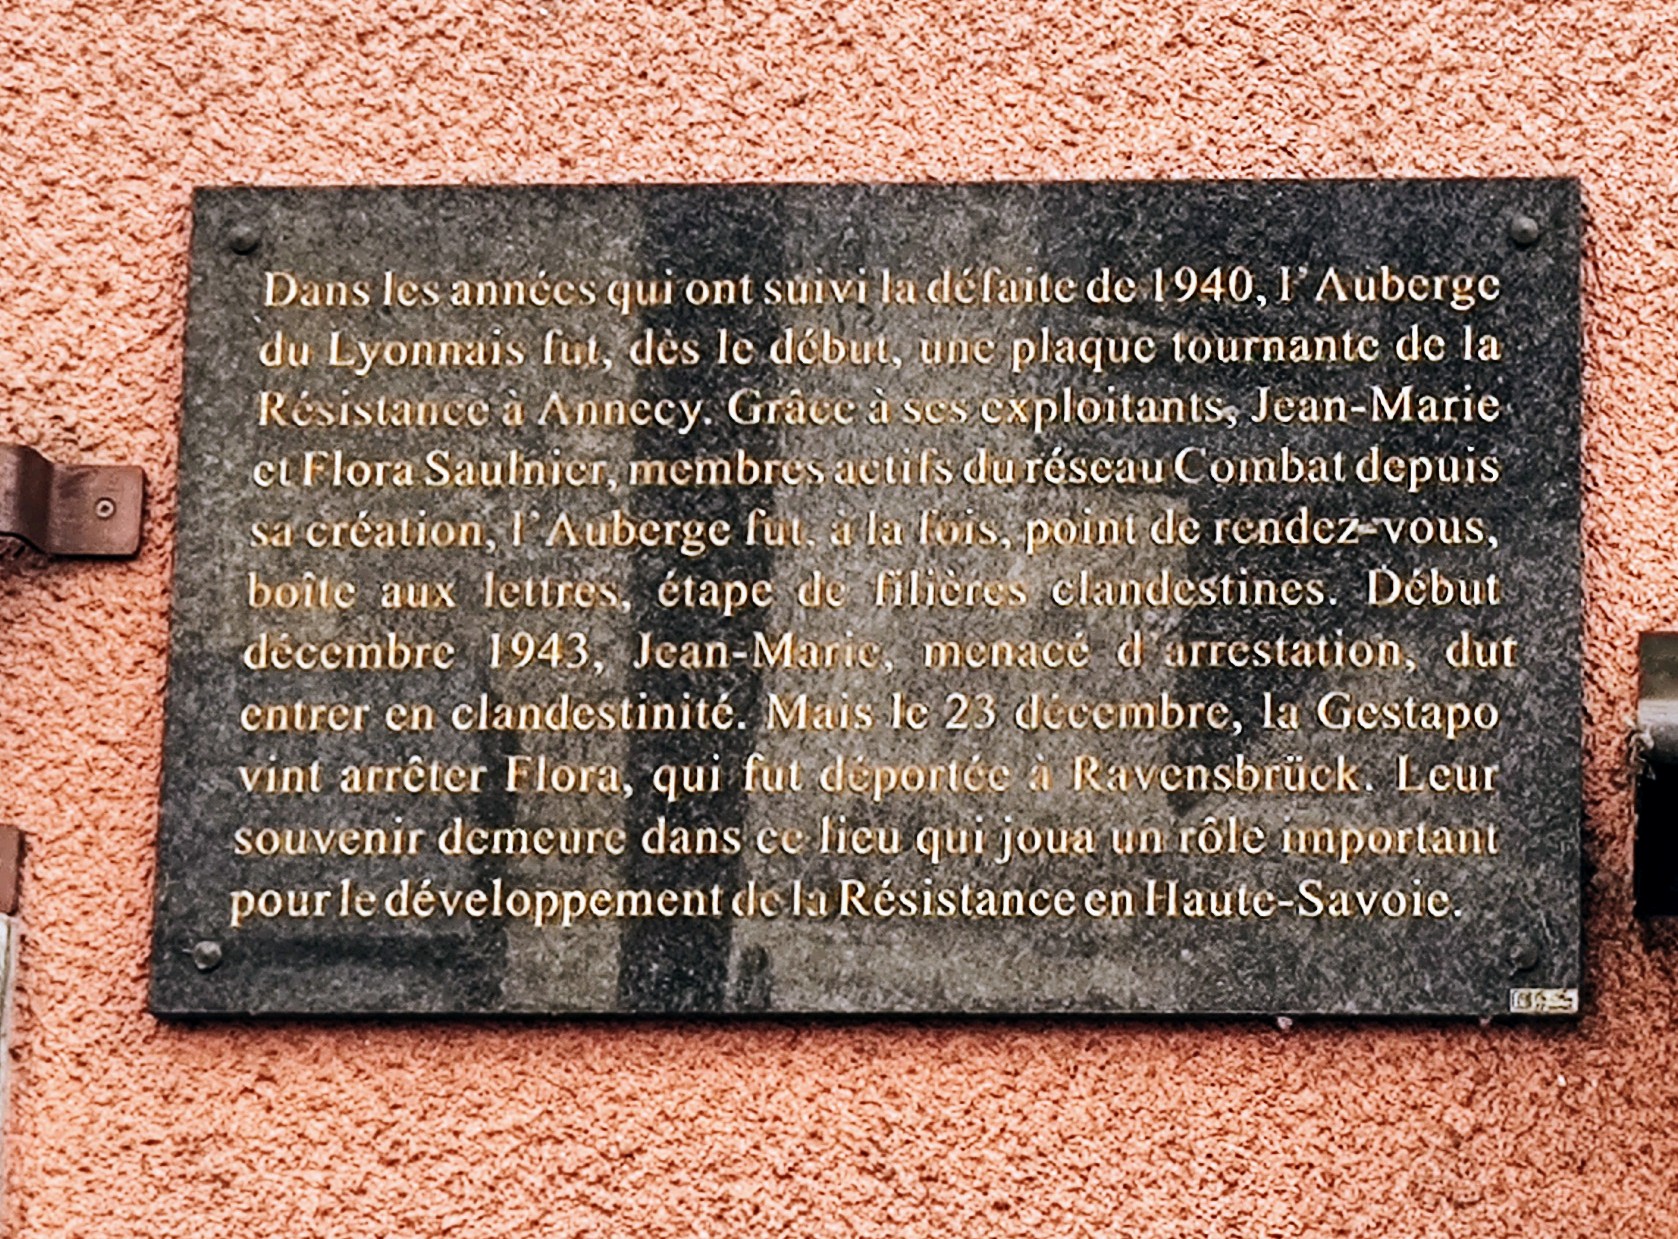 Dans les années qui ont suivi la défaite de 1940, l'Auberge
du Lyonnais fut, dès le début, une plaque tournante de la
Résistance à Annecy. Grâce à ses exploitants, Jean-Marie
et Flora Saulnier, membres actifs du réseau Combat depuis
sa création, l'Auberge fut, à la fois, point de rendez-vous,
boîte aux lettres, étape de filières clandestines. Début
décembre 1943, Jean-Marie, menacé d'arrestation, dut
entrer en clandestinité. Mais le 23 décembre, la Gestapo
vint arrêter Flora, qui fut déportée à Ravensbrück. Leur
souvenir demeure dans ce lieu qui joua un rôle important
pour le développement de la Résistance en Haute-Savoie.